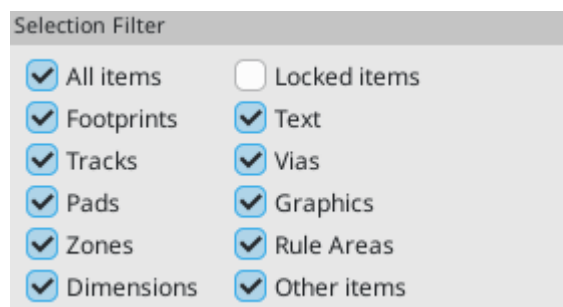 Selection Filter
All items Locked items
Footprints Text
Tracks Vias
Pads Graphics
Zones Rule Areas
Dimensions Other items